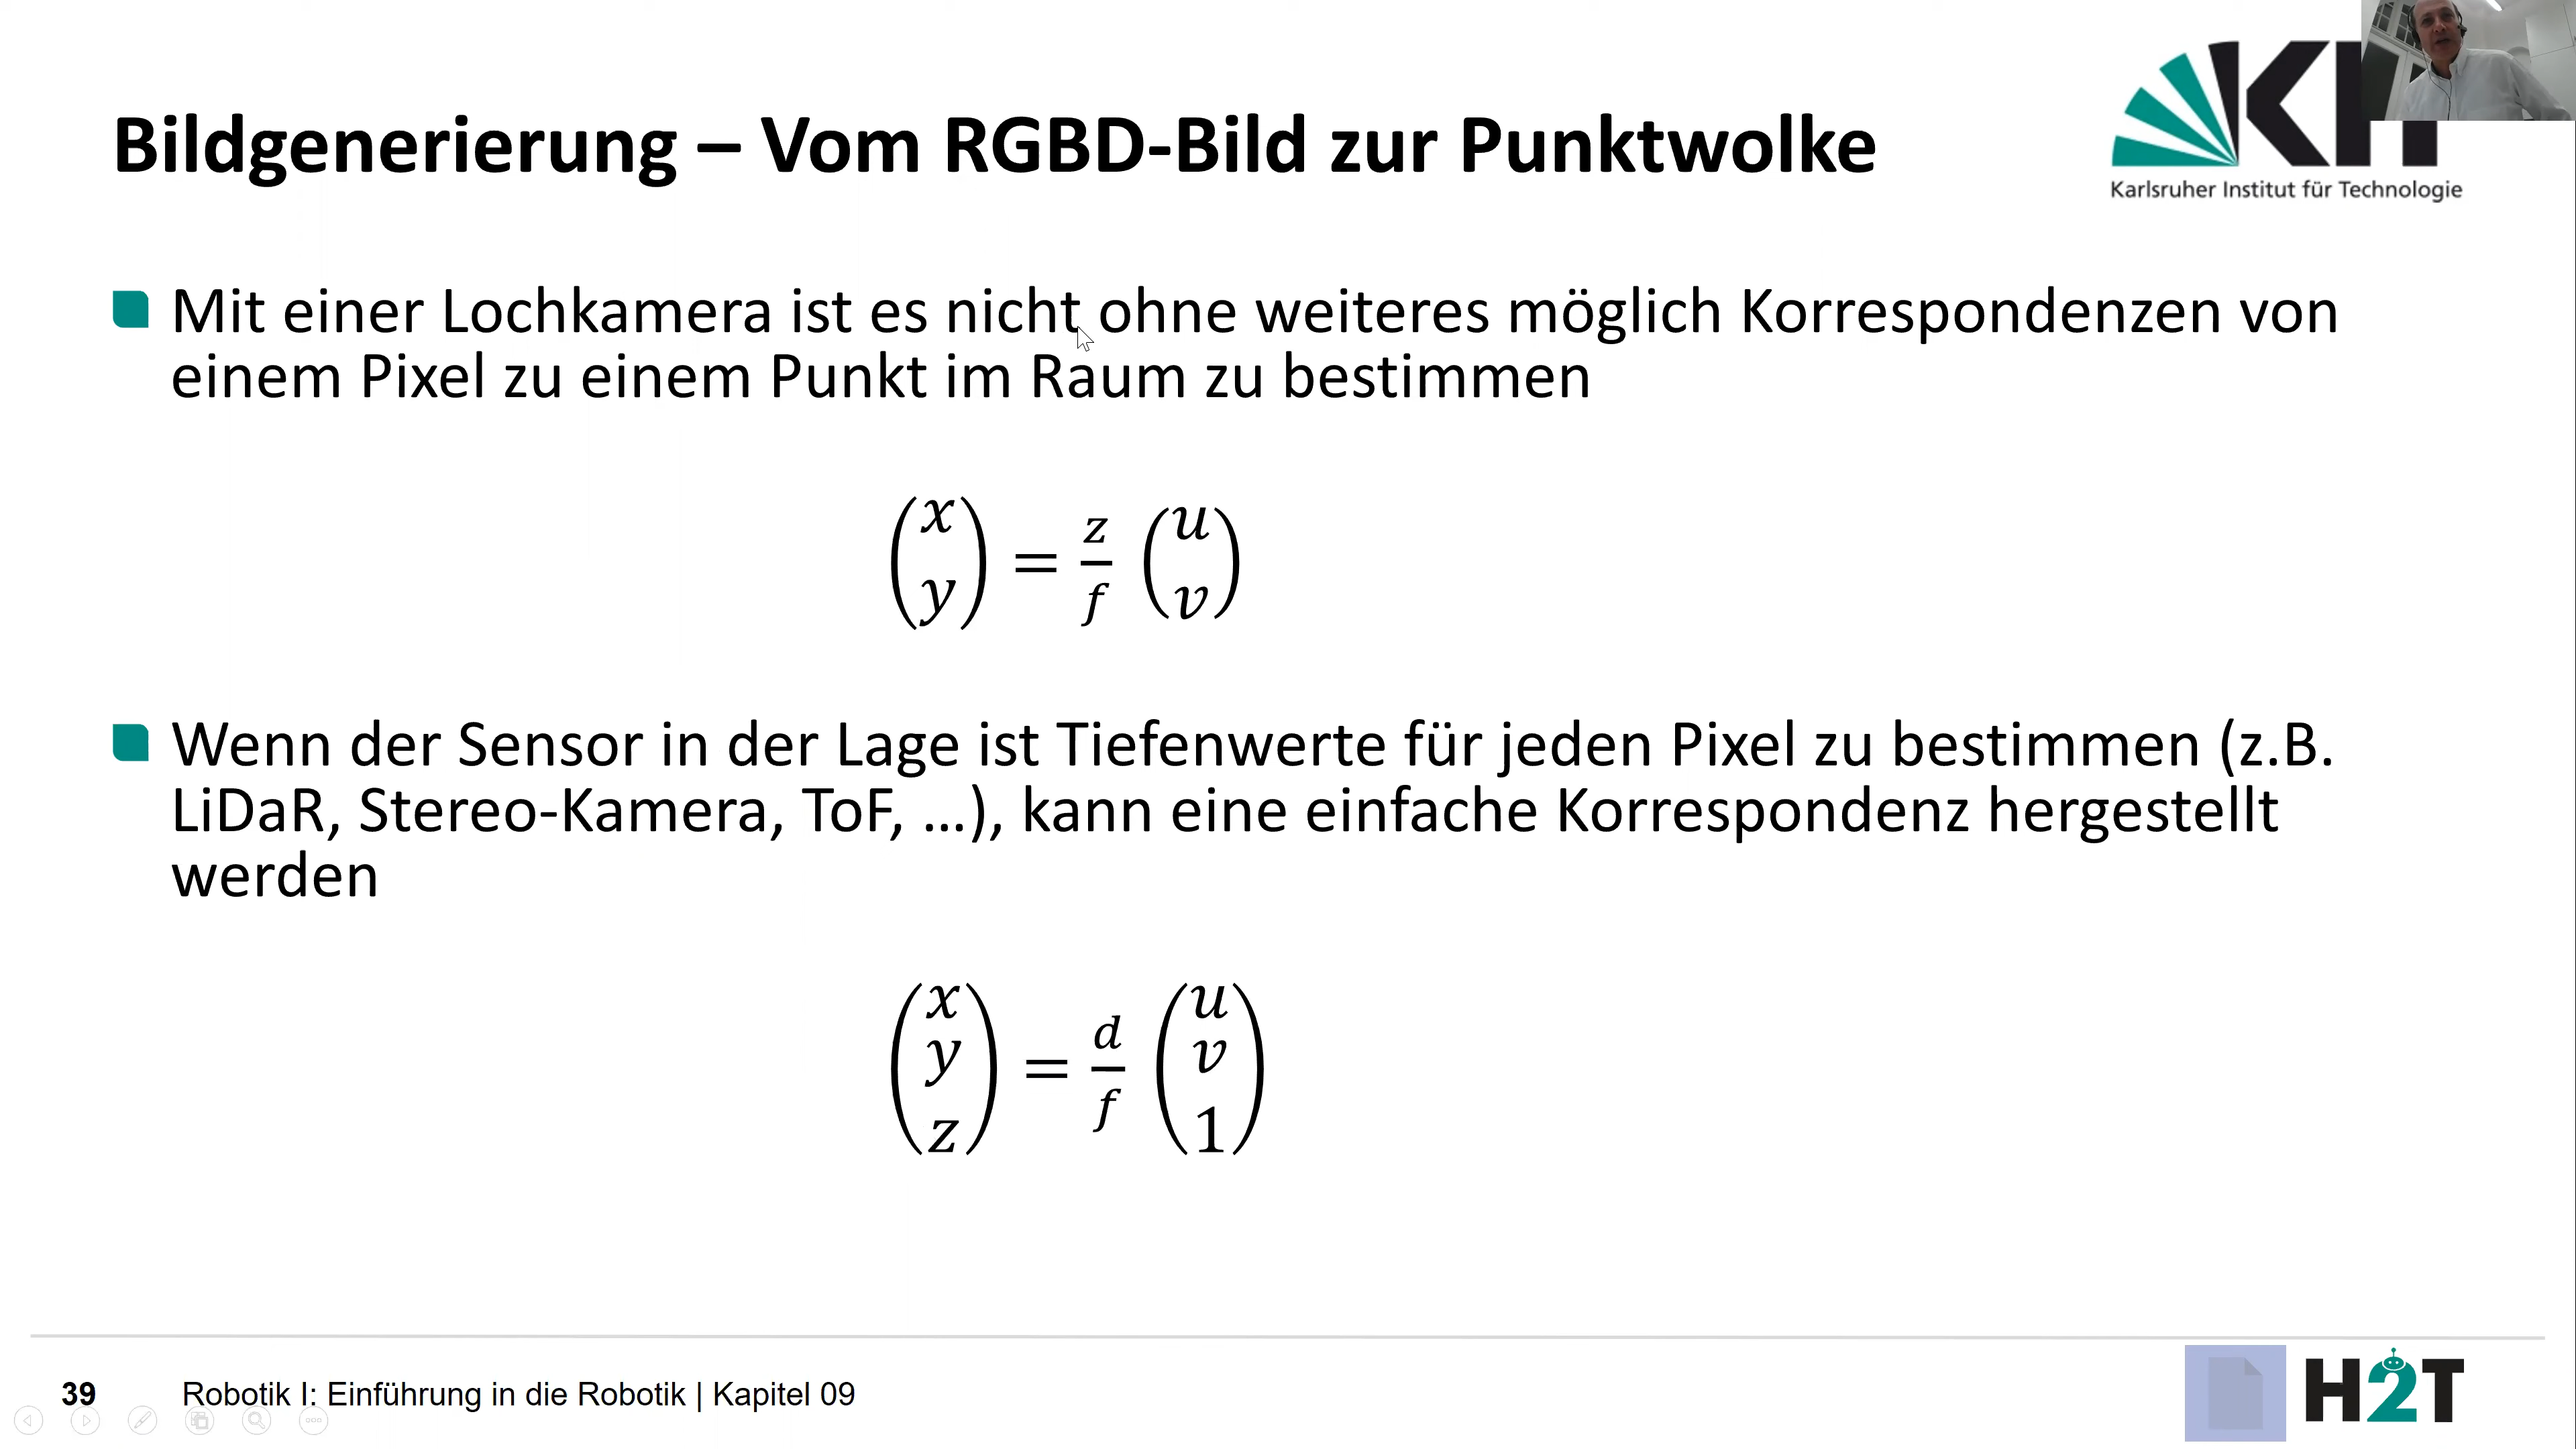 Bildgenerierung – Vom RGBD-Bild zur Punktwolke
Karlsruher Institut für Technologie
Mit einer Lochkamera ist es nicht ohne weiteres möglich Korrespondenzen von
einem Pixel zu einem Punkt im Raum zu bestimmen
(x y) = z/f (u v)
Wenn der Sensor in der Lage ist Tiefenwerte für jeden Pixel zu bestimmen (z.B.
LiDaR, Stereo-Kamera, ToF, …), kann eine einfache Korrespondenz hergestellt
werden
(x y z) = d/f (u v 1)
39 Robotik I: Einführung in die Robotik | Kapitel 09
H2T